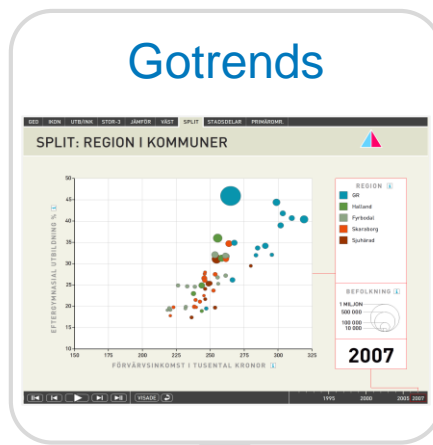 Gotrends
GEO IKON UTB/INK STOR-3 JÄMFÖR VÄST SPLIT STADSDELAR PRIMÄROMR.
SPLIT: REGION I KOMMUNER
EFTERGYMNASIAL UTBILDNING %
50
45
40
35
30
25
20
15
10
150 175 200 225 250 275 300 325
FÖRVÄRVSINKOMST I TUSENTAL KRONOR
REGION
GR
Halland
Fyrbodal
Skaraborg
Sjuhärad
BEFOLKNING
1 MILJON
500 000
100 000
10 000
2007
VISADE
1995 2000 2005 2007